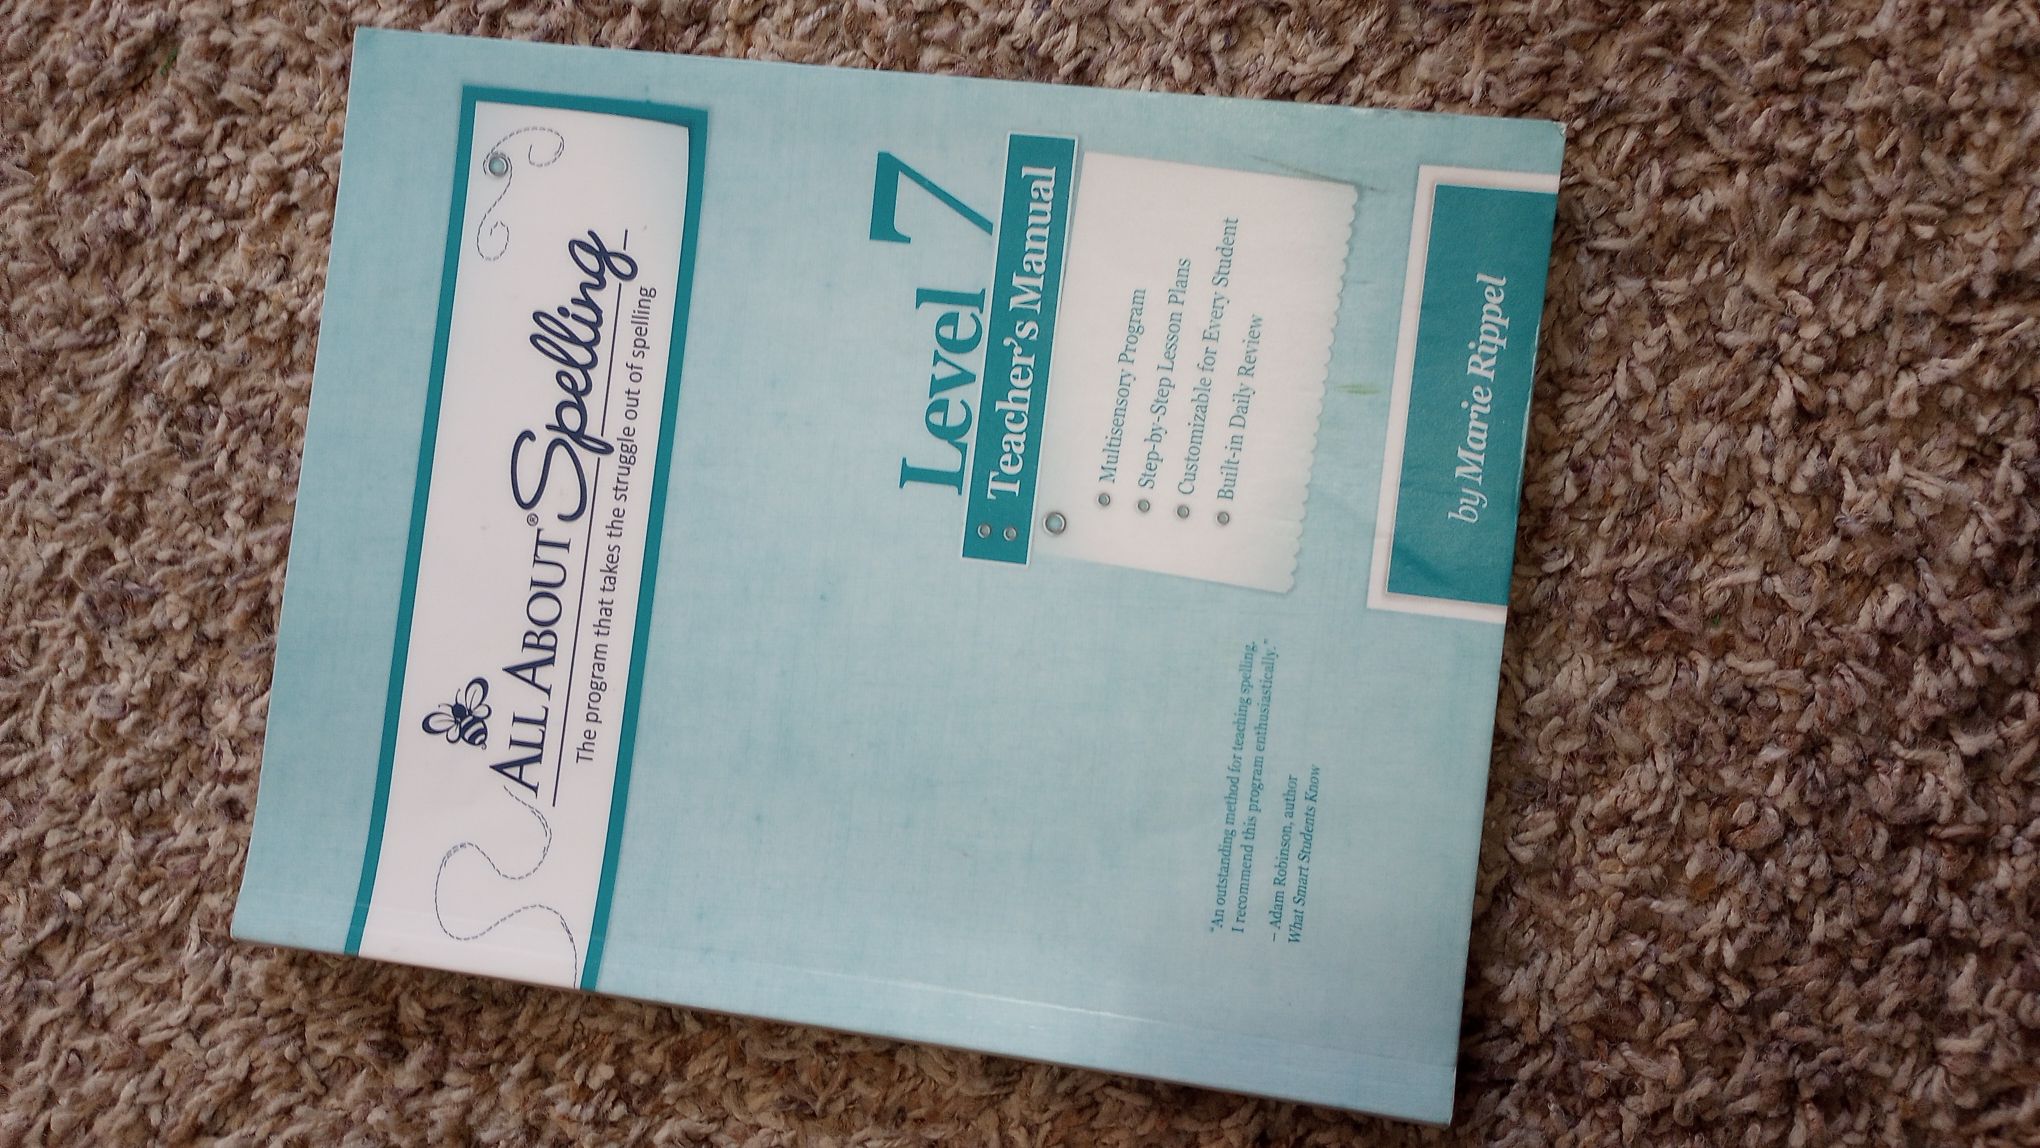 ALL ABOUT® Spelling
The program that takes the struggle out of spelling
Level 7
Teacher's Manual
Multisensory Program
Step-by-Step Lesson Plans
Customizable for Every Student
Built-in Daily Review
"An outstanding method for teaching spelling.
I recommend this program enthusiastically."
– Adam Robinson, author
What Smart Students Know
by Marie Rippel